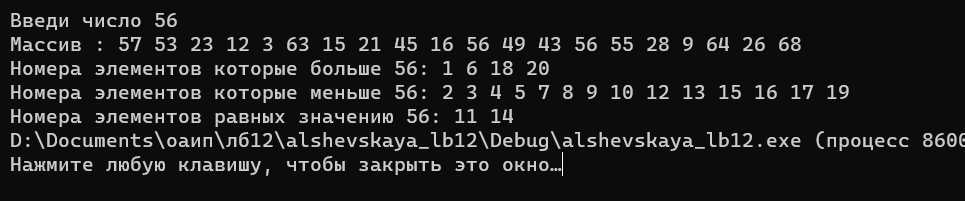 Введи число 56
Массив : 57 53 23 12 3 63 15 21 45 16 56 49 43 56 55 28 9 64 26 68
Номера элементов которые больше 56: 1 6 18 20
Номера элементов которые меньше 56: 2 3 4 5 7 8 9 10 12 13 15 16 17 19
Номера элементов равных значению 56: 11 14
D:\Documents\оаип\лб12\alshevskaya_lb12\Debug\alshevskaya_lb12.exe (процесс 8600
Нажмите любую клавишу, чтобы закрыть это окно…